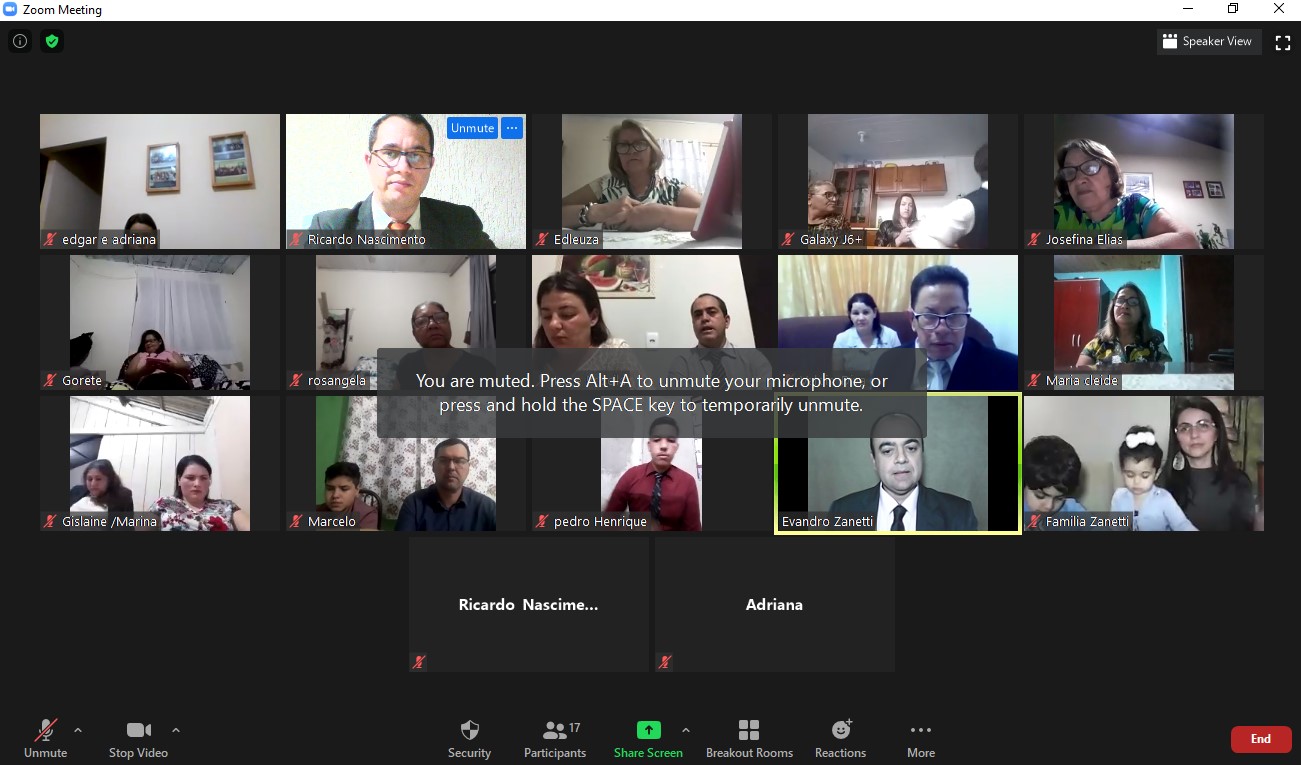 Zoom Meeting
Speaker View
Unmute
edgar e adriana
Ricardo Nascimento
Edleuza
Galaxy J6+
Josefina Elias
Gorete
rosangela
Maria cleide
You are muted. Press Alt+A to unmute your microphone, or
press and hold the SPACE key to temporarily unmute.
Gislaine /Marina
Marcelo
pedro Henrique
Evandro Zanetti
Familia Zanetti
Ricardo Nascime...
Adriana
17
Unmute
Stop Video
Security
Participants
Share Screen
Breakout Rooms
Reactions
More
End